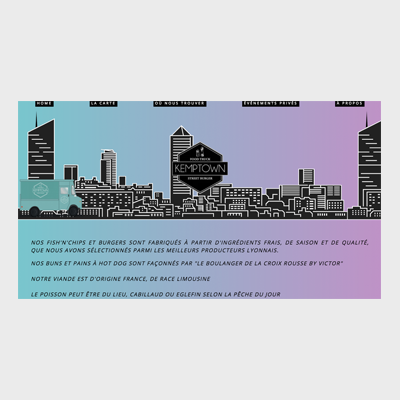 HOME LA CARTE OÙ NOUS TROUVER ÉVÉNEMENTS PRIVÉS A PROPOS
FOOD TRUCK
KEMPTOWN
STREET BURGER
NOS FISH'N'CHIPS ET BURGERS SONT FABRIQUÉS À PARTIR D'INGRÉDIENTS FRAIS, DE SAISON ET DE QUALITÉ,
QUE NOUS AVONS SÉLECTIONNÉS PARMI LES MEILLEURS PRODUCTEURS LYONNAIS.
NOS BUNS ET PAINS À HOT DOG SONT FAÇONNÉS PAR "LE BOULANGER DE LA CROIX ROUSSE BY VICTOR"
NOTRE VIANDE EST D'ORIGINE FRANCE, DE RACE LIMOUSINE
LE POISSON PEUT ÊTRE DU LIEU, CABILLAUD OU EGLEFIN SELON LA PÊCHE DU JOUR